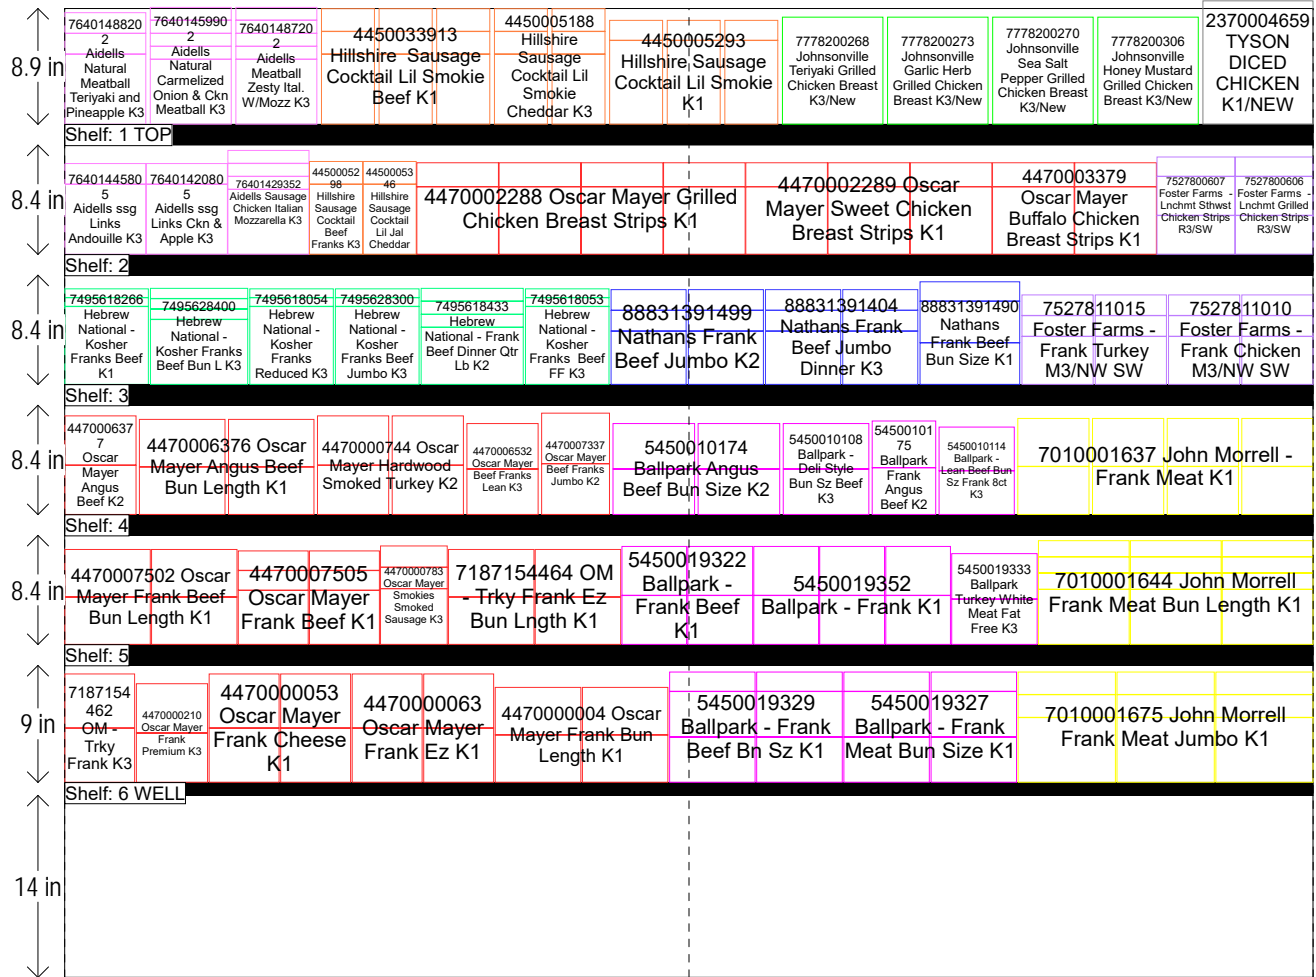 8.9 in
7640148820
2
Aidells
Natural
Meatball
Teriyaki and
Pineapple K3
7640145990
2
Aidells
Natural
Carmelized
Onion & Ckn
Meatball K3
7640148720
2
Aidells
Meatball
Zesty Ital.
W/Mozz K3
4450033913
Hillshire Sausage
Cocktail Lil Smokie
Beef K1
4450005188
Hillshire
Sausage
Cocktail Lil
Smokie
Cheddar K3
4450005293
Hillshire Sausage
Cocktail Lil Smokie
K1
7778200268
Johnsonville
Teriyaki Grilled
Chicken Breast
K3/New
7778200273
Johnsonville
Garlic Herb
Grilled Chicken
Breast K3/New
7778200270
Johnsonville
Sea Salt
Pepper Grilled
Chicken Breast
K3/New
7778200306
Johnsonville
Honey Mustard
Grilled Chicken
Breast K3/New
2370004659
TYSON
DICED
CHICKEN
K1/NEW
Shelf: 1 TOP
8.4 in
7640144580
5
Aidells ssg
Links
Andouille K3
7640142080
5
Aidells ssg
Links Ckn &
Apple K3
76401429352
Aidells Sausage
Chicken Italian
Mozzarella K3
44500052
98
Hillshire
Sausage
Cocktail
Beef
Franks K3
44500053
46
Hillshire
Sausage
Cocktail
Lil Jal
Cheddar
4470002288 Oscar Mayer Grilled
Chicken Breast Strips K1
4470002289 Oscar
Mayer Sweet Chicken
Breast Strips K1
4470003379
Oscar Mayer
Buffalo Chicken
Breast Strips K1
7527800607
Foster Farms -
Lnchmt Sthwst
Chicken Strips
R3/SW
7527800606
Foster Farms -
Lnchmt Grilled
Chicken Strips
R3/SW
Shelf: 2
8.4 in
7495618266
Hebrew
National -
Kosher
Franks Beef
K1
7495628400
Hebrew
National -
Kosher Franks
Beef Bun L K3
7495618054
Hebrew
National -
Kosher
Franks
Reduced K3
7495628300
Hebrew
National -
Kosher
Franks Beef
Jumbo K3
7495618433
Hebrew
National - Frank
Beef Dinner Qtr
Lb K2
7495618053
Hebrew
National -
Kosher
Franks Beef
FF K3
88831391499
Nathans Frank
Beef Jumbo K2
88831391404
Nathans Frank
Beef Jumbo
Dinner K3
88831391490
Nathans
Frank Beef
Bun Size K1
7527811015
Foster Farms -
Frank Turkey
M3/NW SW
7527811010
Foster Farms -
Frank Chicken
M3/NW SW
Shelf: 3
8.4 in
447000637
7
Oscar
Mayer
Angus
Beef K2
4470006376 Oscar
Mayer Angus Beef
Bun Length K1
4470000744 Oscar
Mayer Hardwood
Smoked Turkey K2
4470006532
Oscar Mayer
Beef Franks
Lean K3
4470007337
Oscar Mayer
Beef Franks
Jumbo K2
5450010174
Ballpark Angus
Beef Bun Size K2
5450010108
Ballpark -
Deli Style
Bun Sz Beef
K3
54500101
75
Ballpark
Frank
Angus
Beef K2
5450010114
Ballpark -
Lean Beef Bun
Sz Frank 8ct
K3
7010001637 John Morrell -
Frank Meat K1
Shelf: 4
8.4 in
4470007502 Oscar
Mayer Frank Beef
Bun Length K1
4470007505
Oscar Mayer
Frank Beef K1
4470000783
Oscar Mayer
Smokies
Smoked
Sausage K3
7187154464 OM
- Trky Frank Ez
Bun Lngth K1
5450019322
Ballpark -
Frank Beef
K1
5450019352
Ballpark - Frank K1
5450019333
Ballpark
Turkey White
Meat Fat
Free K3
7010001644 John Morrell
Frank Meat Bun Length K1
Shelf: 5
9 in
7187154
462
OM -
Trky
Frank K3
4470000210
Oscar Mayer
Frank
Premium K3
4470000053
Oscar Mayer
Frank Cheese
K1
4470000063
Oscar Mayer
Frank Ez K1
4470000004 Oscar
Mayer Frank Bun
Length K1
5450019329
Ballpark - Frank
Beef Bn Sz K1
5450019327
Ballpark - Frank
Meat Bun Size K1
7010001675 John Morrell
Frank Meat Jumbo K1
Shelf: 6 WELL
14 in